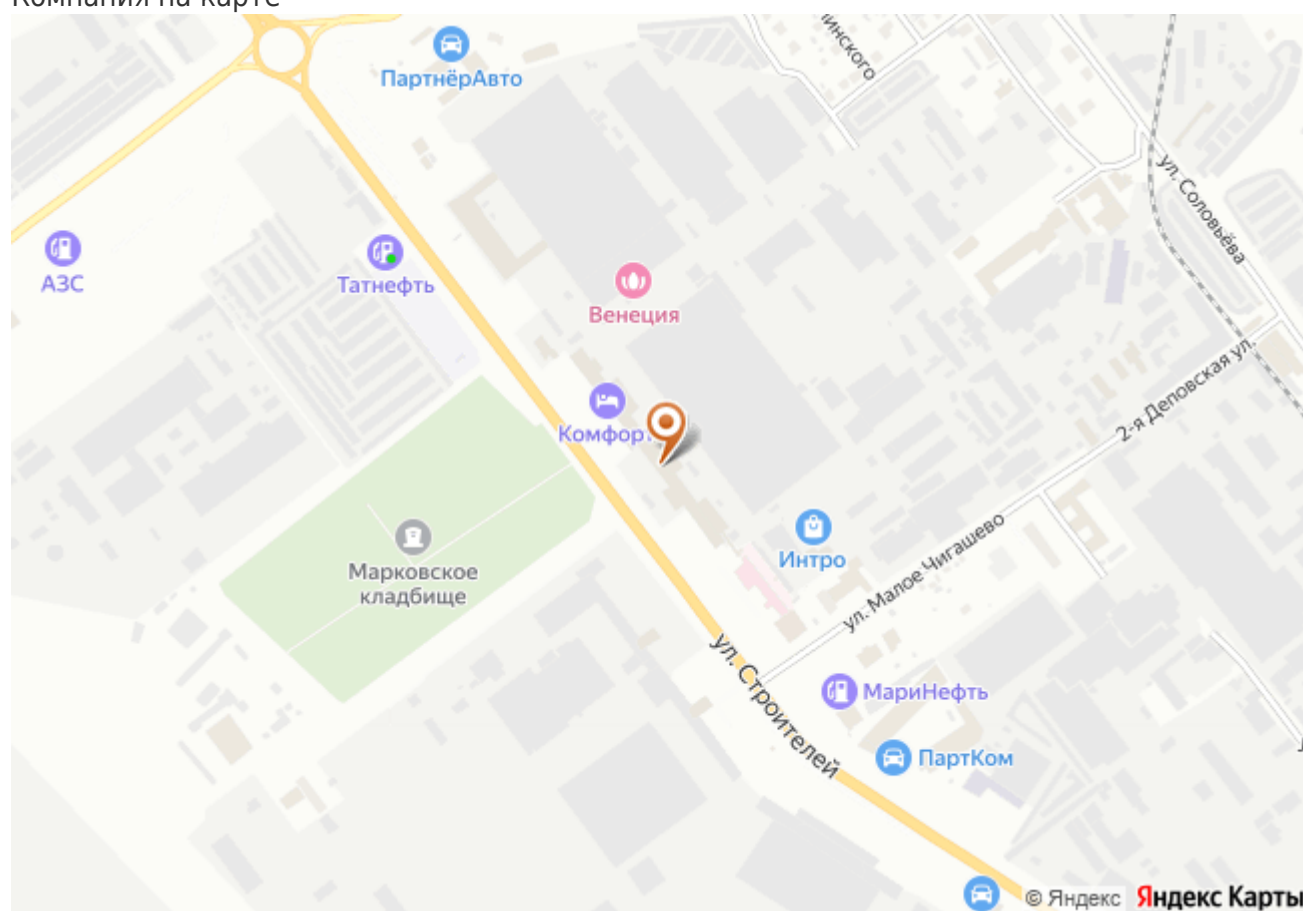 Компания на карте
ПартнёрАвто
ул. Соловьёва
АЗС
Татнефть
Венеция
2-я Деповская ул.
Комфорт
Интро
Марковское
кладбище
ул. Малое Чигашево
ул. Строителей
МариНефть
ПартКом
© Яндекс Яндекс Карты